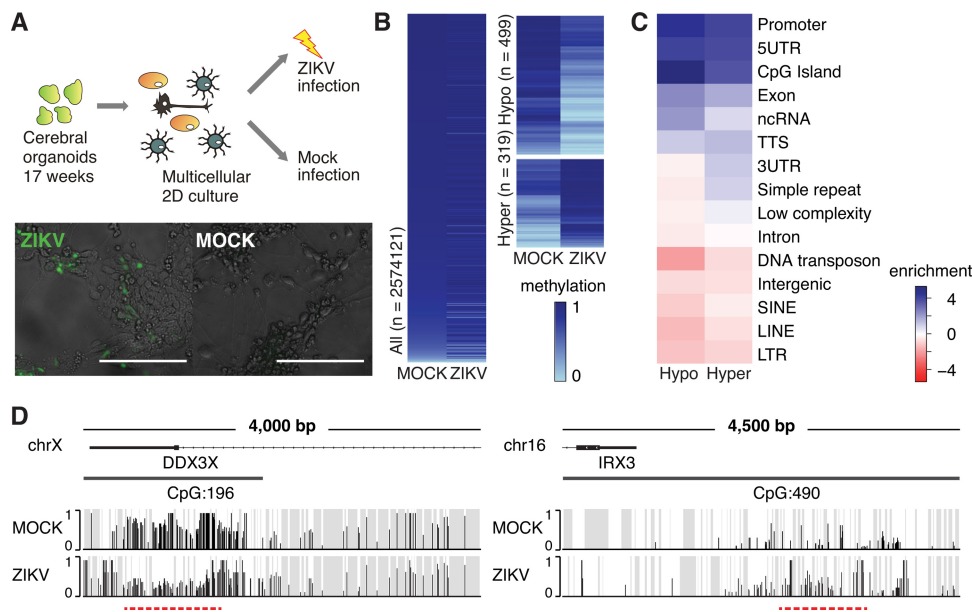 A
ZIKV
infection
Cerebral
organoids
17 weeks
Multicellular
2D culture
Mock
infection
ZIKV
MOCK
B
All (n = 2574121)
MOCK ZIKV
Hypo (n = 499)
Hyper (n = 319)
MOCK ZIKV
methylation
1
0
C
Promoter
5UTR
CpG Island
Exon
ncRNA
TTS
3UTR
Simple repeat
Low complexity
Intron
DNA transposon
Intergenic
SINE
LINE
LTR
Hypo Hyper
enrichment
4
2
0
−2
−4
D
4,000 bp
chrX
DDX3X
CpG:196
MOCK
1
0
ZIKV
1
0
4,500 bp
chr16
IRX3
CpG:490
MOCK
1
0
ZIKV
1
0